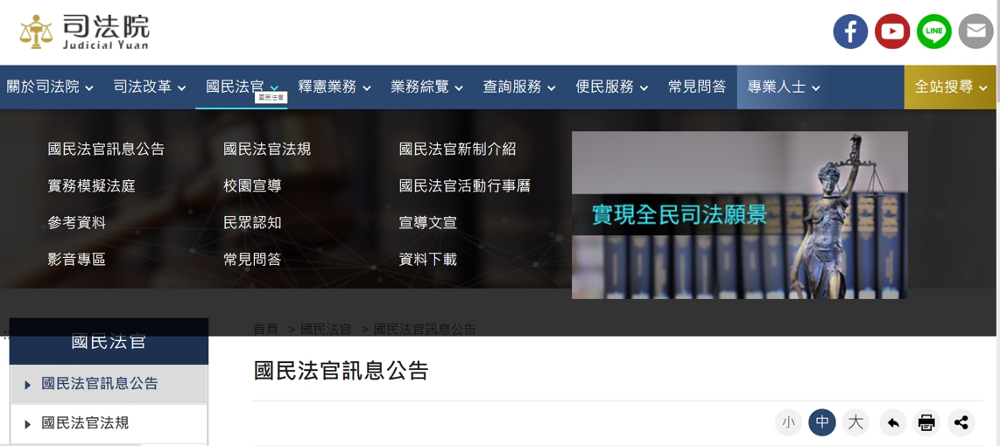 司法院
Judicial Yuan
LINE
關於司法院 司法改革 國民法官 釋憲業務 業務綜覽 查詢服務 便民服務 常見問答 專業人士 全站搜尋
國民法官
國民法官訊息公告 國民法官法規 國民法官新制介紹
實務模擬法庭 校園宣導 國民法官活動行事曆
參考資料 民眾認知 宣導文宣
影音專區 常見問答 資料下載
實現全民司法願景
首頁 > 國民法官 > 國民法官訊息公告
:::
國民法官
國民法官訊息公告
國民法官法規
國民法官訊息公告
小 中 大